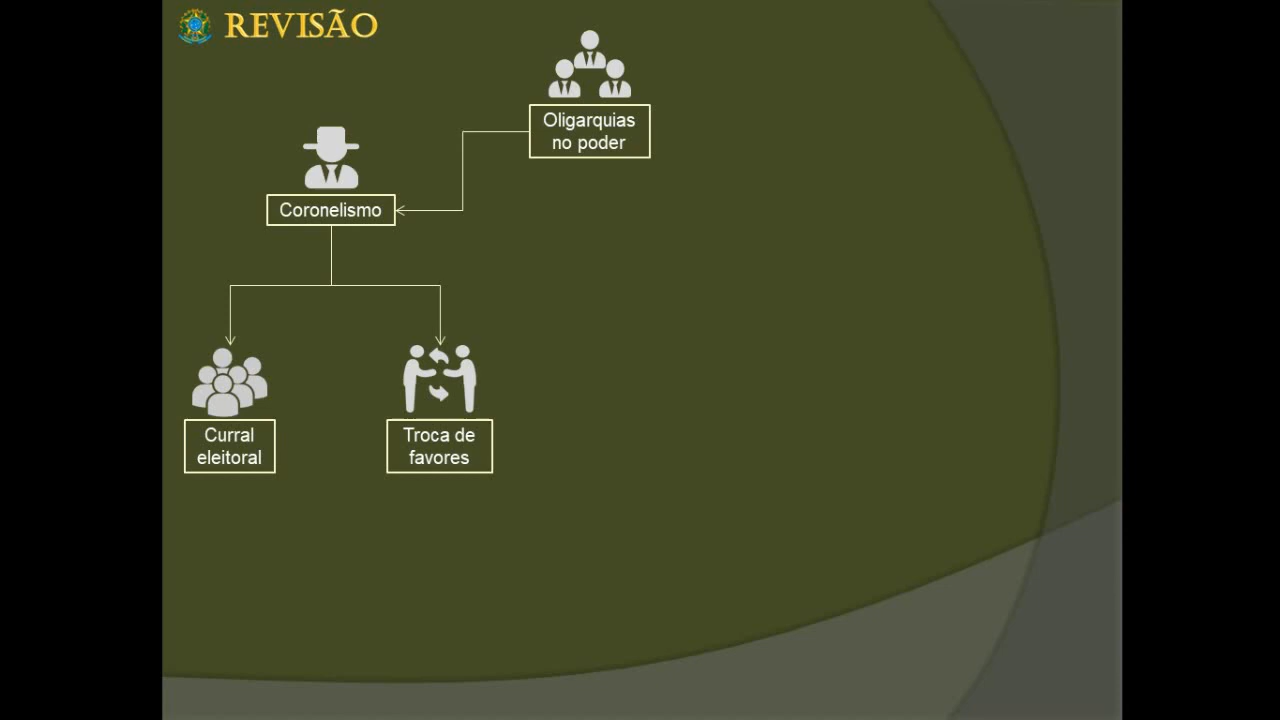 REVISÃO
Oligarquias
no poder
Coronelismo
Curral
eleitoral
Troca de
favores